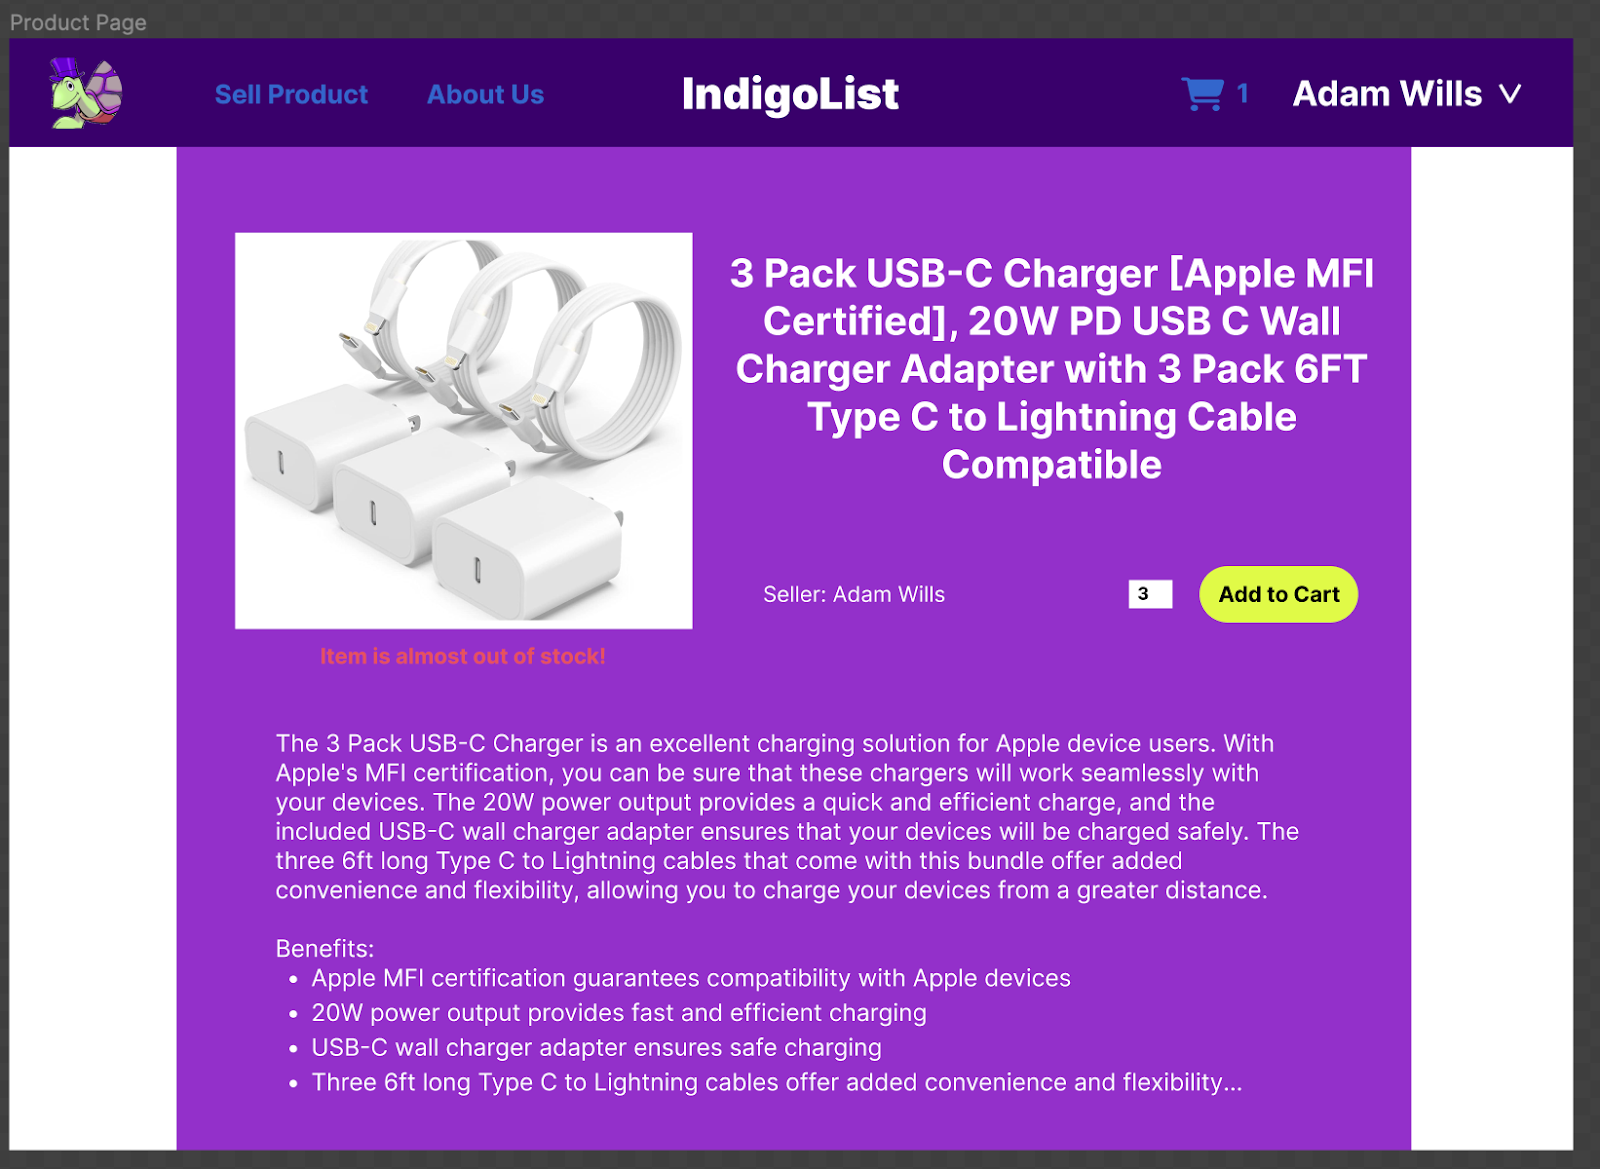 Product Page
Sell Product
About Us
IndigoList
1
Adam Wills
3 Pack USB-C Charger [Apple MFI
Certified], 20W PD USB C Wall
Charger Adapter with 3 Pack 6FT
Type C to Lightning Cable
Compatible
Seller: Adam Wills
3
Add to Cart
Item is almost out of stock!
The 3 Pack USB-C Charger is an excellent charging solution for Apple device users. With
Apple's MFI certification, you can be sure that these chargers will work seamlessly with
your devices. The 20W power output provides a quick and efficient charge, and the
included USB-C wall charger adapter ensures that your devices will be charged safely. The
three 6ft long Type C to Lightning cables that come with this bundle offer added
convenience and flexibility, allowing you to charge your devices from a greater distance.
Benefits:
• Apple MFI certification guarantees compatibility with Apple devices
• 20W power output provides fast and efficient charging
• USB-C wall charger adapter ensures safe charging
• Three 6ft long Type C to Lightning cables offer added convenience and flexibility...